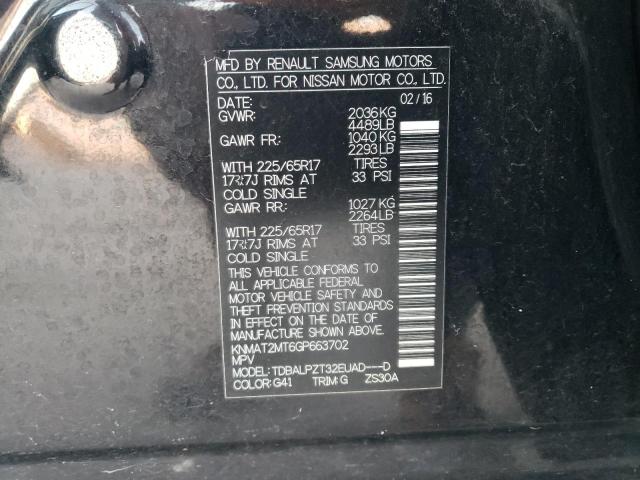 MFD BY RENAULT SAMSUNG MOTORS
CO., LTD. FOR NISSAN MOTOR CO., LTD.
DATE: 02/16
GVWR: 2036KG
4489LB
GAWR FR: 1040KG
2293LB
WITH 225/65R17 TIRES
17X7J RIMS AT 33 PSI
COLD SINGLE
GAWR RR: 1027 KG
2264LB
WITH 225/65R17 TIRES
17X7J RIMS AT 33 PSI
COLD SINGLE
THIS VEHICLE CONFORMS TO
ALL APPLICABLE FEDERAL
MOTOR VEHICLE SAFETY AND
THEFT PREVENTION STANDARDS
IN EFFECT ON THE DATE OF
MANUFACTURE SHOWN ABOVE.
KNMAT2MT6GP663702
MPV
MODEL: TDBALPZT32EUAD---D
COLOR: G41 TRIM: G ZS30A